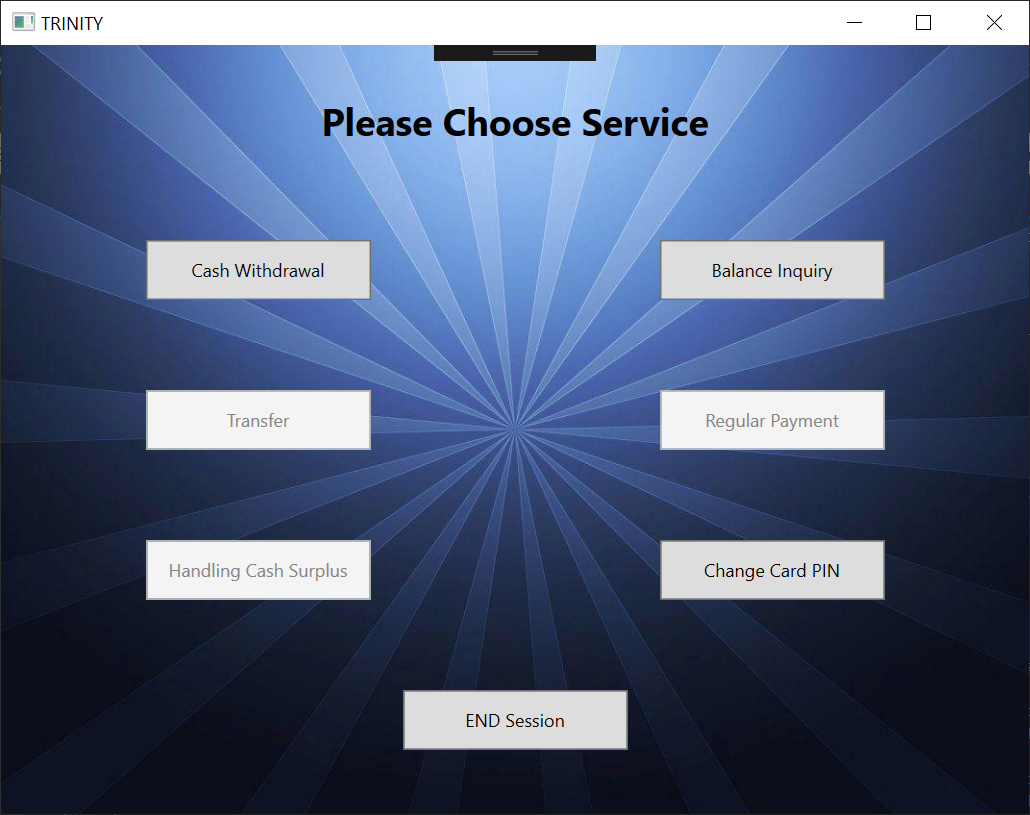 TRINITY
Please Choose Service
Cash Withdrawal
Balance Inquiry
Transfer
Regular Payment
Handling Cash Surplus
Change Card PIN
END Session